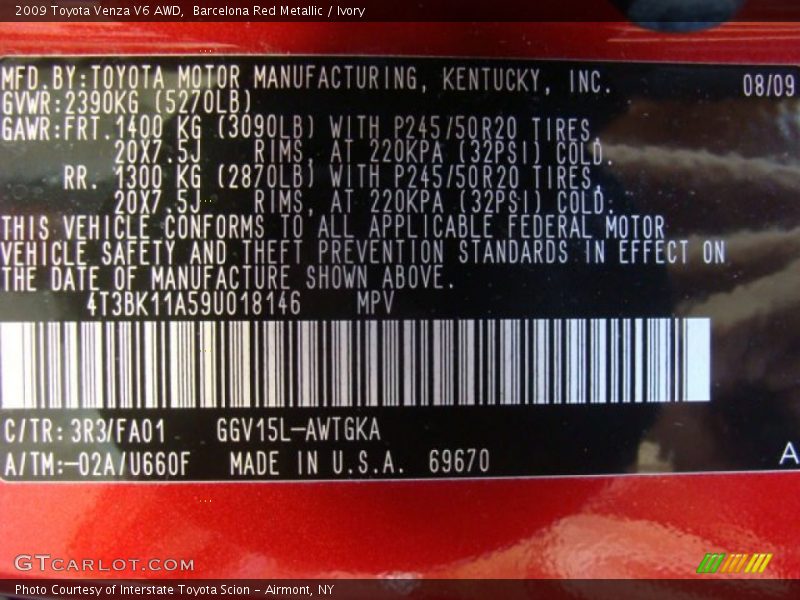 2009 Toyota Venza V6 AWD,  Barcelona Red Metallic / Ivory
MFD.BY:TOYOTA MOTOR MANUFACTURING, KENTUCKY, INC. 08/09
GVWR:2390KG (5270LB)
GAWR:FRT.1400 KG (3090LB) WITH P245/50R20 TIRES,
20X7.5J RIMS, AT 220KPA (32PSI) COLD.
RR. 1300 KG (2870LB) WITH P245/50R20 TIRES,
20X7.5J RIMS, AT 220KPA (32PSI) COLD.
THIS VEHICLE CONFORMS TO ALL APPLICABLE FEDERAL MOTOR
VEHICLE SAFETY AND THEFT PREVENTION STANDARDS IN EFFECT ON
THE DATE OF MANUFACTURE SHOWN ABOVE.
4T3BK11A59U018146 MPV
C/TR:3R3/FA01 GGV15L-AWTGKA
A/TM:-02A/U660F MADE IN U.S.A. 69670
A
GTCARLOT.COM
Photo Courtesy of Interstate Toyota Scion - Airmont, NY